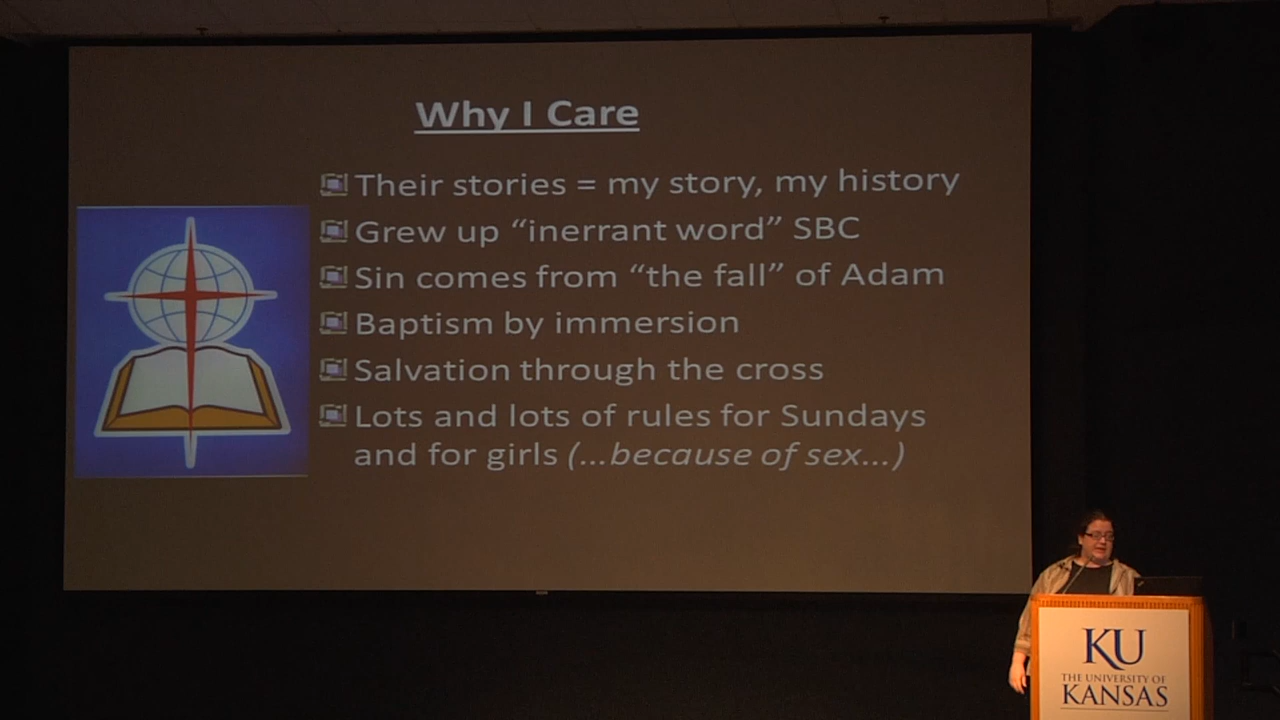 Why I Care
Their stories = my story, my history
Grew up “inerrant word” SBC
Sin comes from “the fall” of Adam
Baptism by immersion
Salvation through the cross
Lots and lots of rules for Sundays
and for girls (...because of sex...)
KU
THE UNIVERSITY OF
KANSAS